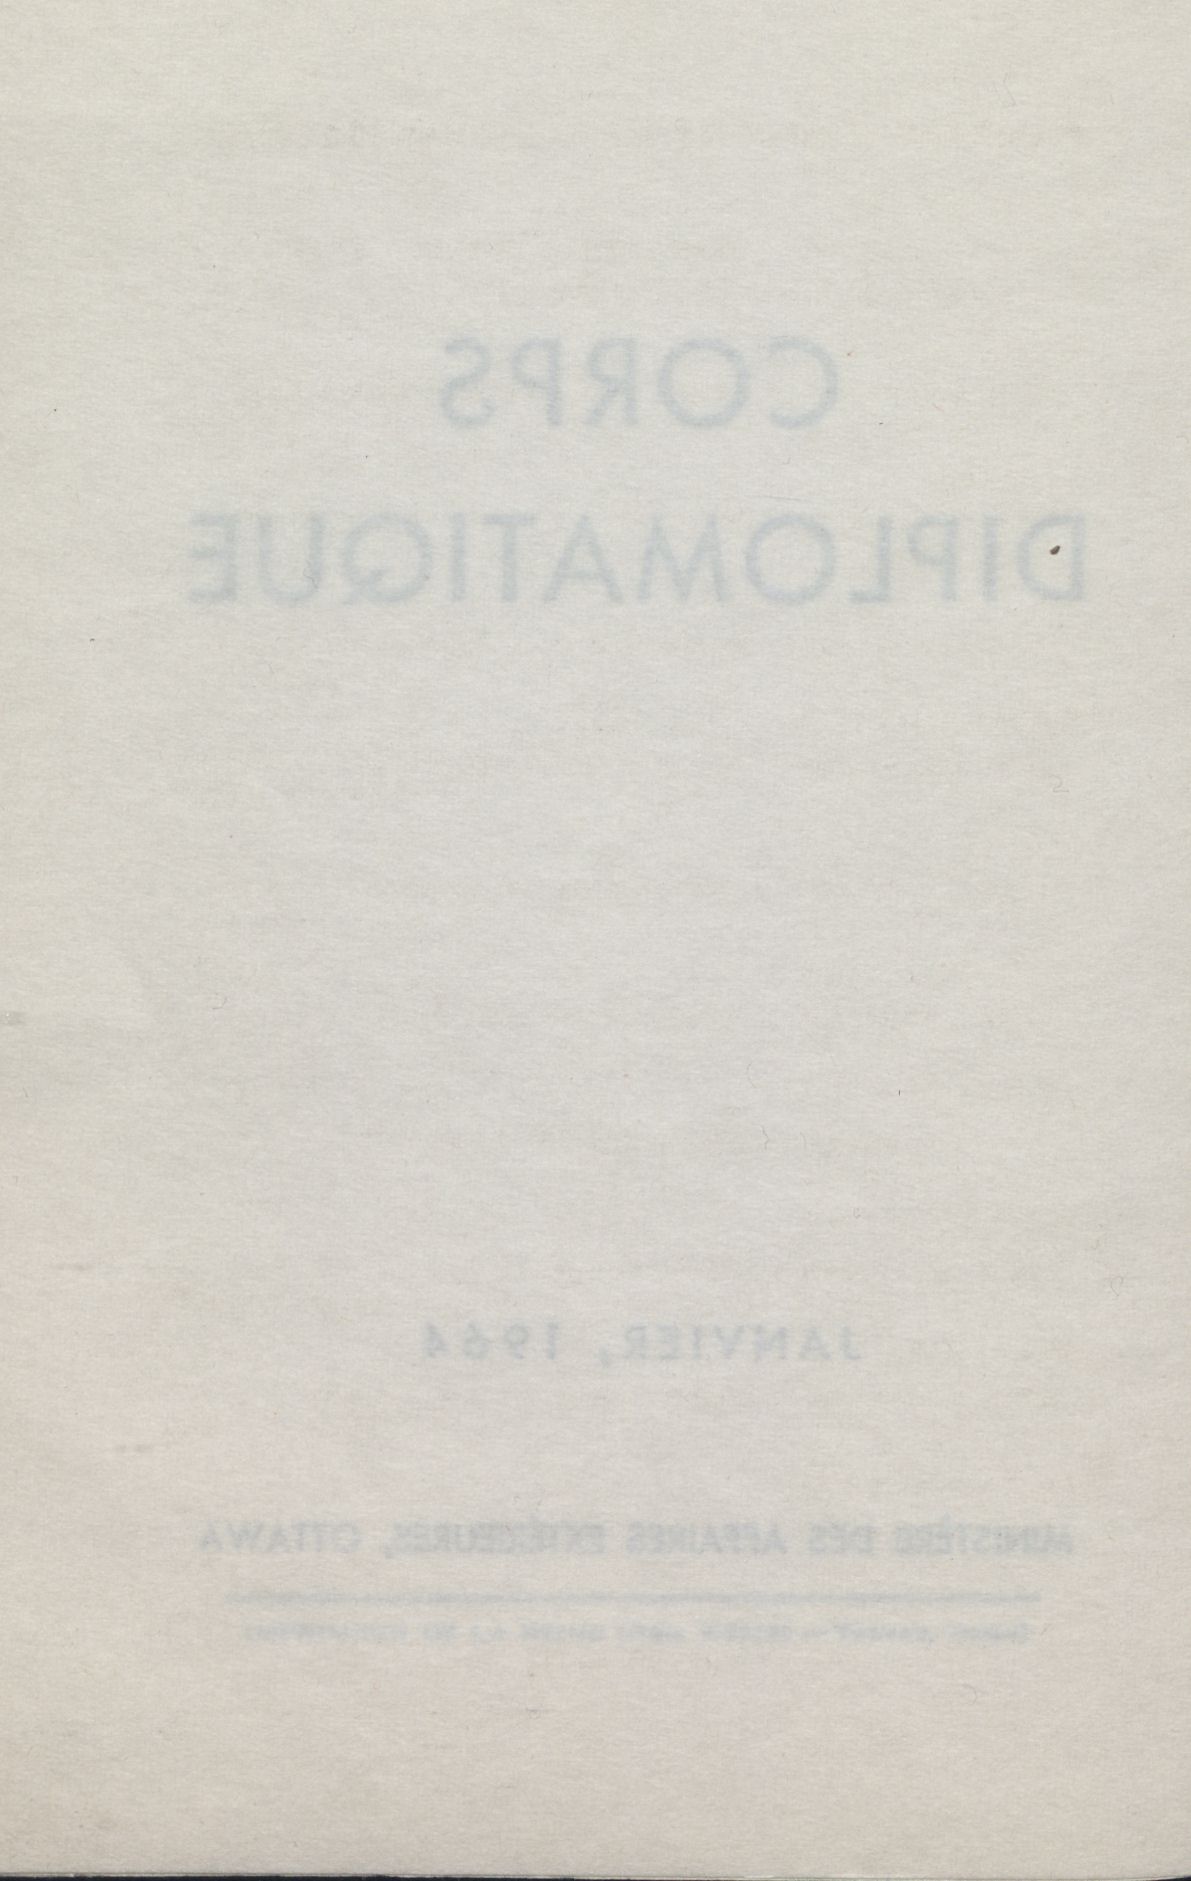 CORPS
DIPLOMATIQUE
JANVIER, 1964
MINISTÈRE DES AFFAIRES EXTÉRIEURES, OTTAWA